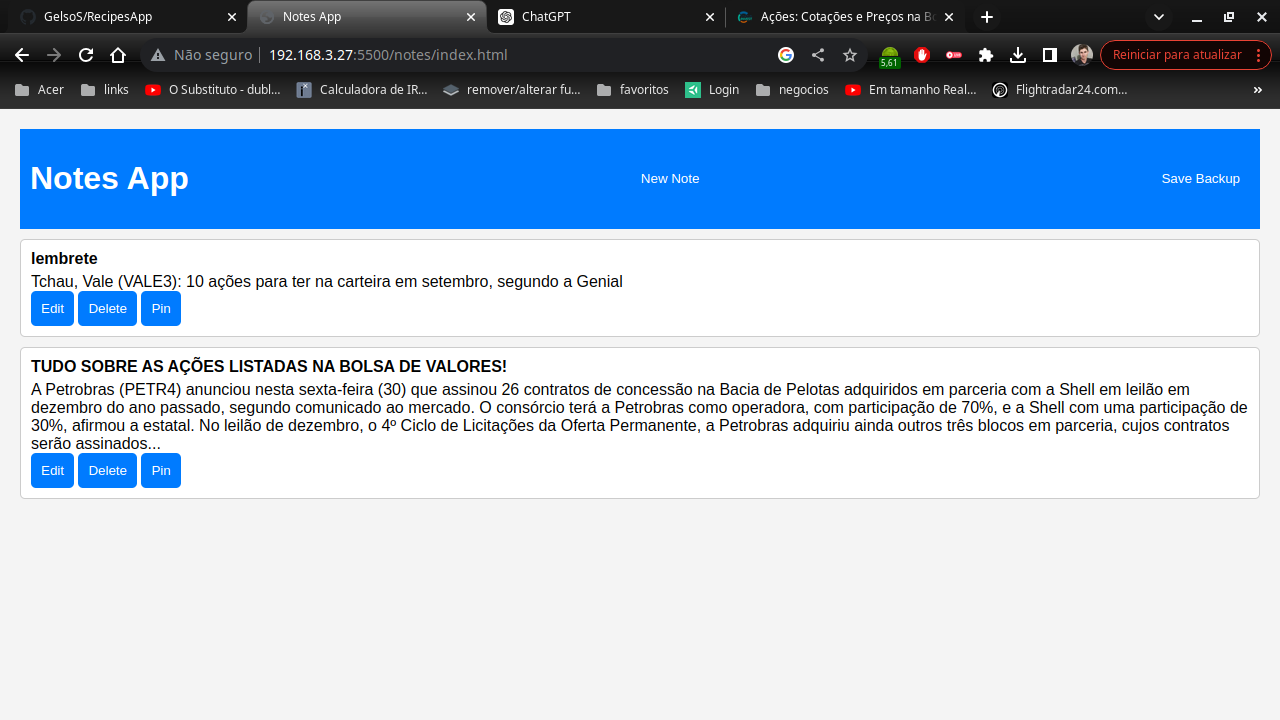 GelsoS/RecipesApp
Notes App
ChatGPT
Ações: Cotações e Preços na Bo
Não seguro
192.168.3.27:5500/notes/index.html
5,61
Reiniciar para atualizar
Acer
links
O Substituto - dubl...
Calculadora de IR...
remover/alterar fu...
favoritos
Login
negocios
Em tamanho Real...
Flightradar24.com...
»
Notes App
New Note
Save Backup
lembrete
Tchau, Vale (VALE3): 10 ações para ter na carteira em setembro, segundo a Genial
Edit Delete Pin
TUDO SOBRE AS AÇÕES LISTADAS NA BOLSA DE VALORES!
A Petrobras (PETR4) anunciou nesta sexta-feira (30) que assinou 26 contratos de concessão na Bacia de Pelotas adquiridos em parceria com a Shell em leilão em
dezembro do ano passado, segundo comunicado ao mercado. O consórcio terá a Petrobras como operadora, com participação de 70%, e a Shell com uma participação de
30%, afirmou a estatal. No leilão de dezembro, o 4º Ciclo de Licitações da Oferta Permanente, a Petrobras adquiriu ainda outros três blocos em parceria, cujos contratos
serão assinados...
Edit Delete Pin